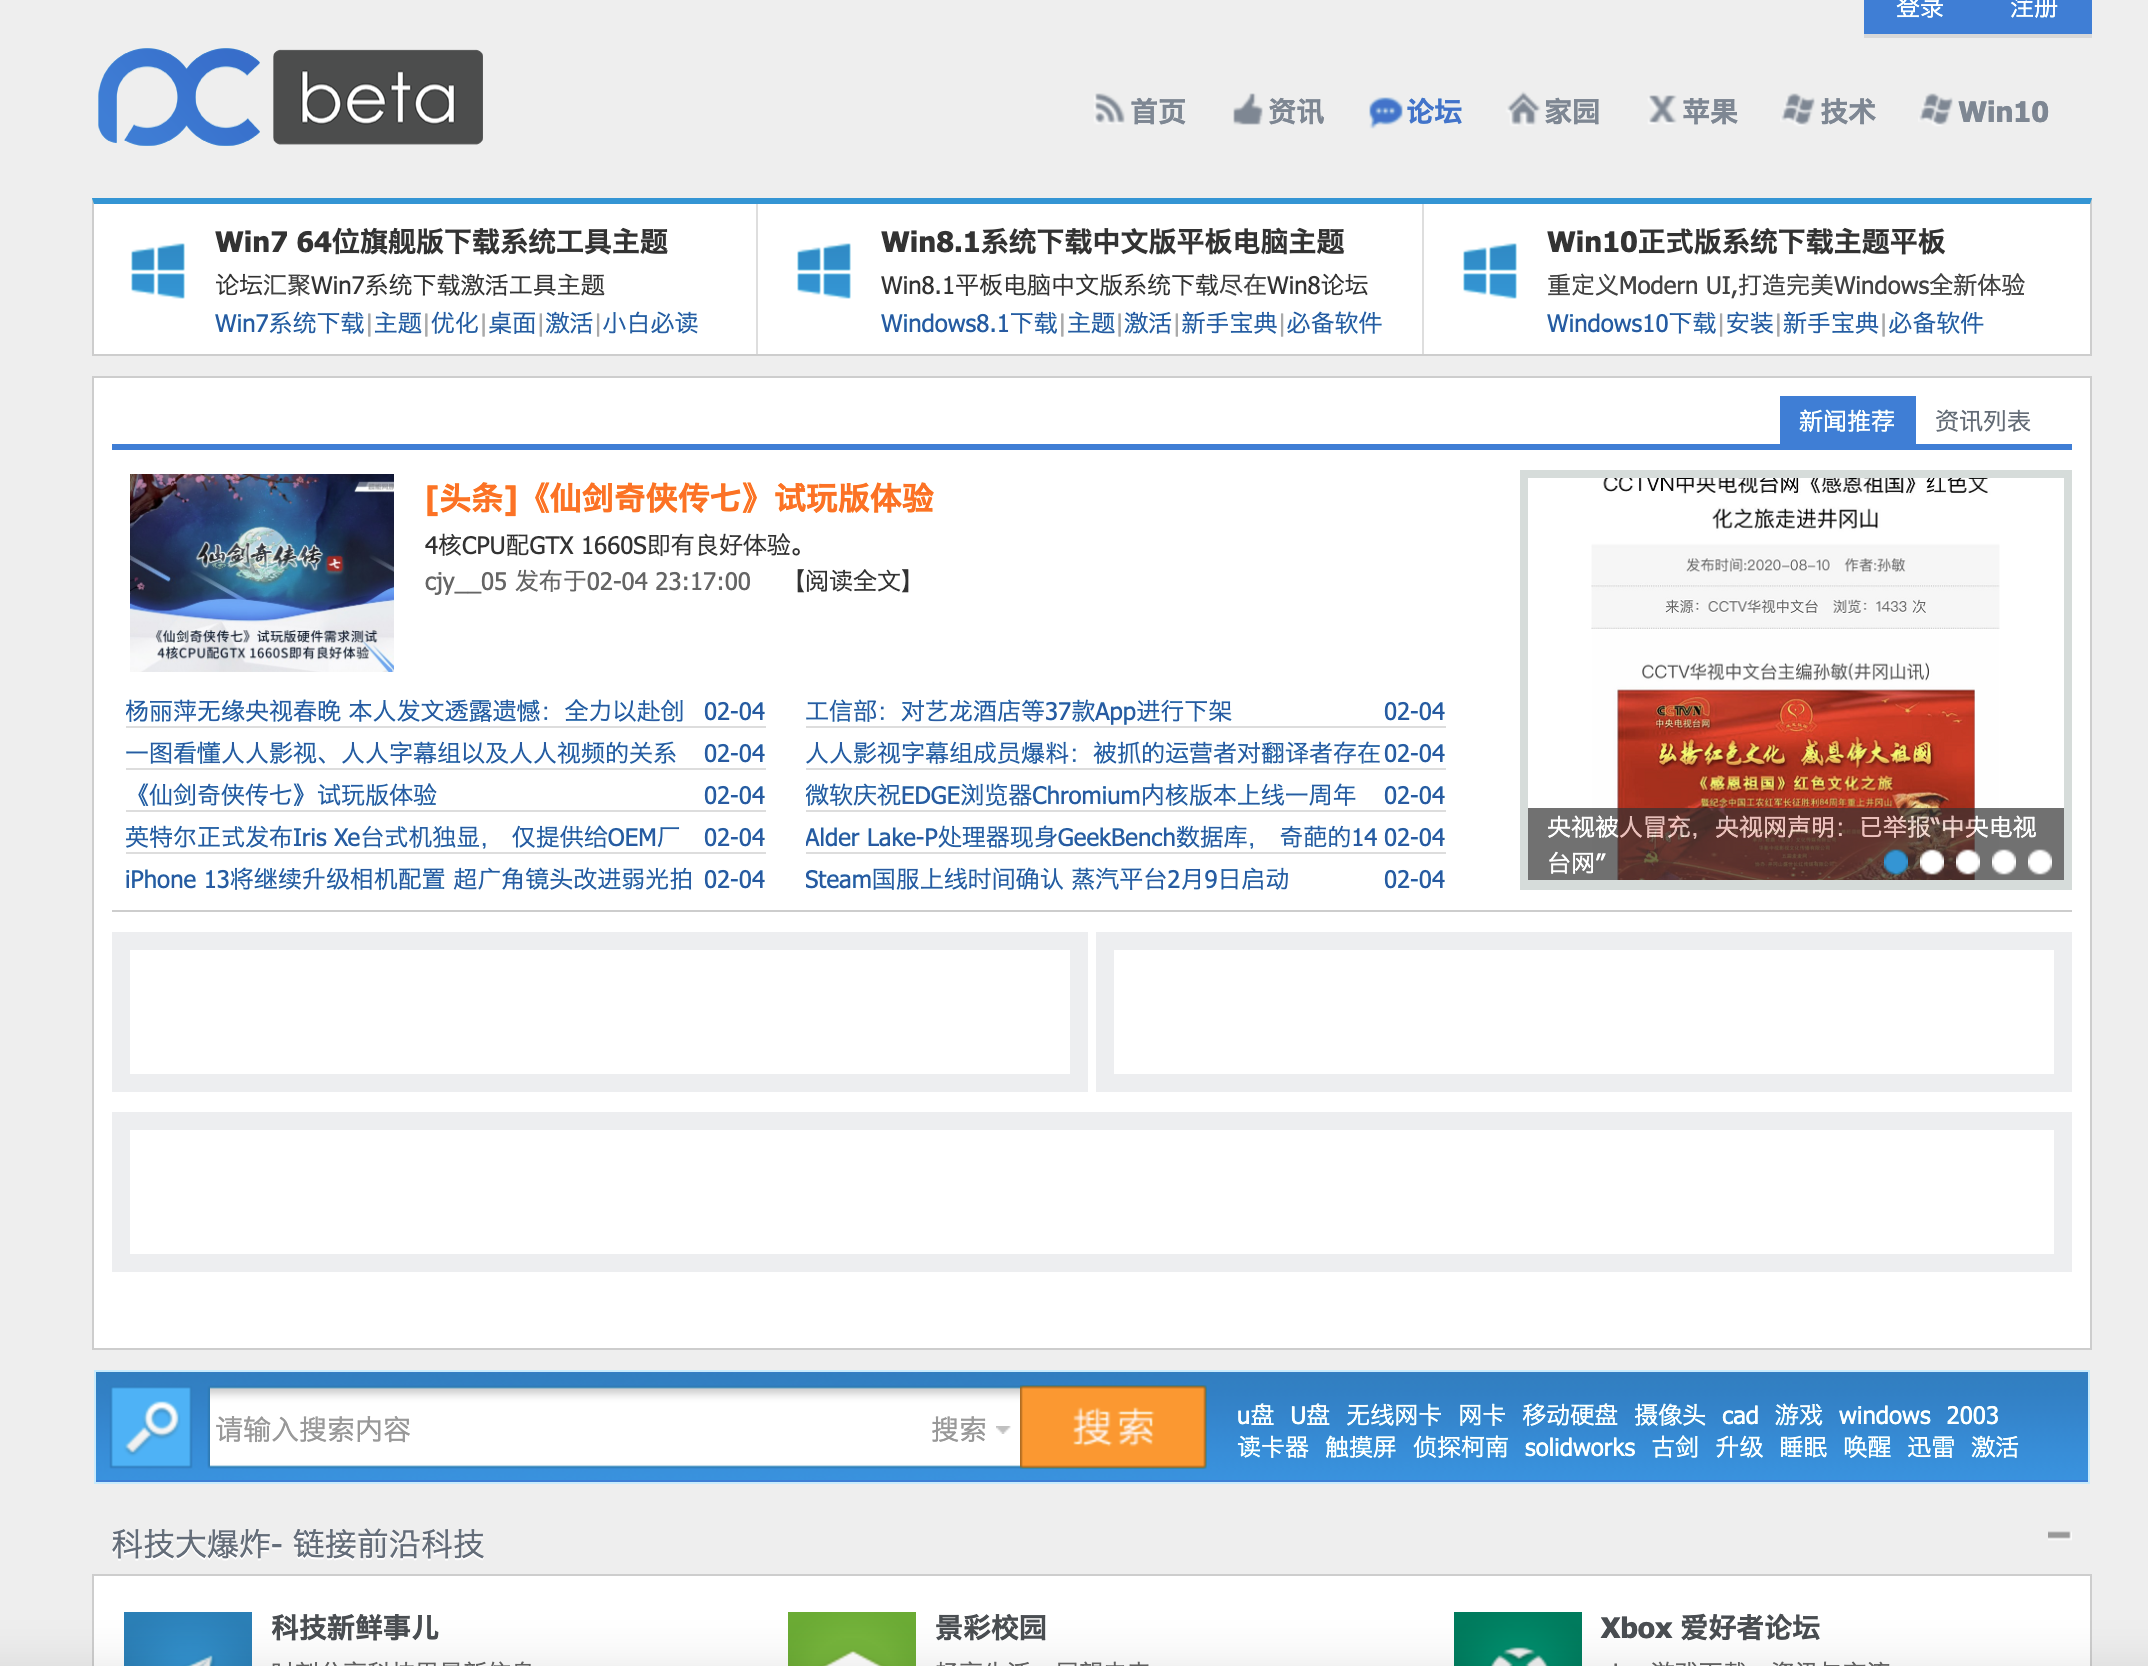 登录 注册
pc beta
首页 资讯 论坛 家园 X 苹果 技术 Win10
Win7 64位旗舰版下载系统工具主题
论坛汇聚Win7系统下载激活工具主题
Win7系统下载|主题|优化|桌面|激活|小白必读
Win8.1系统下载中文版平板电脑主题
Win8.1平板电脑中文版系统下载尽在Win8论坛
Windows8.1下载|主题|激活|新手宝典|必备软件
Win10正式版系统下载主题平板
重定义Modern UI,打造完美Windows全新体验
Windows10下载|安装|新手宝典|必备软件
新闻推荐 资讯列表
仙剑奇侠传 七
《仙剑奇侠传七》试玩版硬件需求测试
4核CPU配GTX 1660S即有良好体验
[头条]《仙剑奇侠传七》试玩版体验
4核CPU配GTX 1660S即有良好体验。
cjy__05 发布于02-04 23:17:00 【阅读全文】
杨丽萍无缘央视春晚 本人发文透露遗憾：全力以赴创 02-04
一图看懂人人影视、人人字幕组以及人人视频的关系 02-04
《仙剑奇侠传七》试玩版体验 02-04
英特尔正式发布Iris Xe台式机独显， 仅提供给OEM厂 02-04
iPhone 13将继续升级相机配置 超广角镜头改进弱光拍 02-04
工信部：对艺龙酒店等37款App进行下架 02-04
人人影视字幕组成员爆料：被抓的运营者对翻译者存在 02-04
微软庆祝EDGE浏览器Chromium内核版本上线一周年 02-04
Alder Lake-P处理器现身GeekBench数据库， 奇葩的14 02-04
Steam国服上线时间确认 蒸汽平台2月9日启动 02-04
CCTVN中央电视台网《感恩祖国》红色文
化之旅走进井冈山
发布时间:2020-08-10 作者:孙敏
来源：CCTV华视中文台 浏览：1433 次
CCTV华视中文台主编孙敏(井冈山讯)
CCTVN
中央电视台网
弘扬红色文化 感恩伟大祖国
《感恩祖国》红色文化之旅
暨纪念中国工农红军长征胜利84周年重上井冈山
央视被人冒充，央视网声明：已举报“中央电视
台网”
请输入搜索内容 搜索 搜索
u盘 U盘 无线网卡 网卡 移动硬盘 摄像头 cad 游戏 windows 2003
读卡器 触摸屏 侦探柯南 solidworks 古剑 升级 睡眠 唤醒 迅雷 激活
科技大爆炸- 链接前沿科技
科技新鲜事儿
景彩校园
Xbox 爱好者论坛